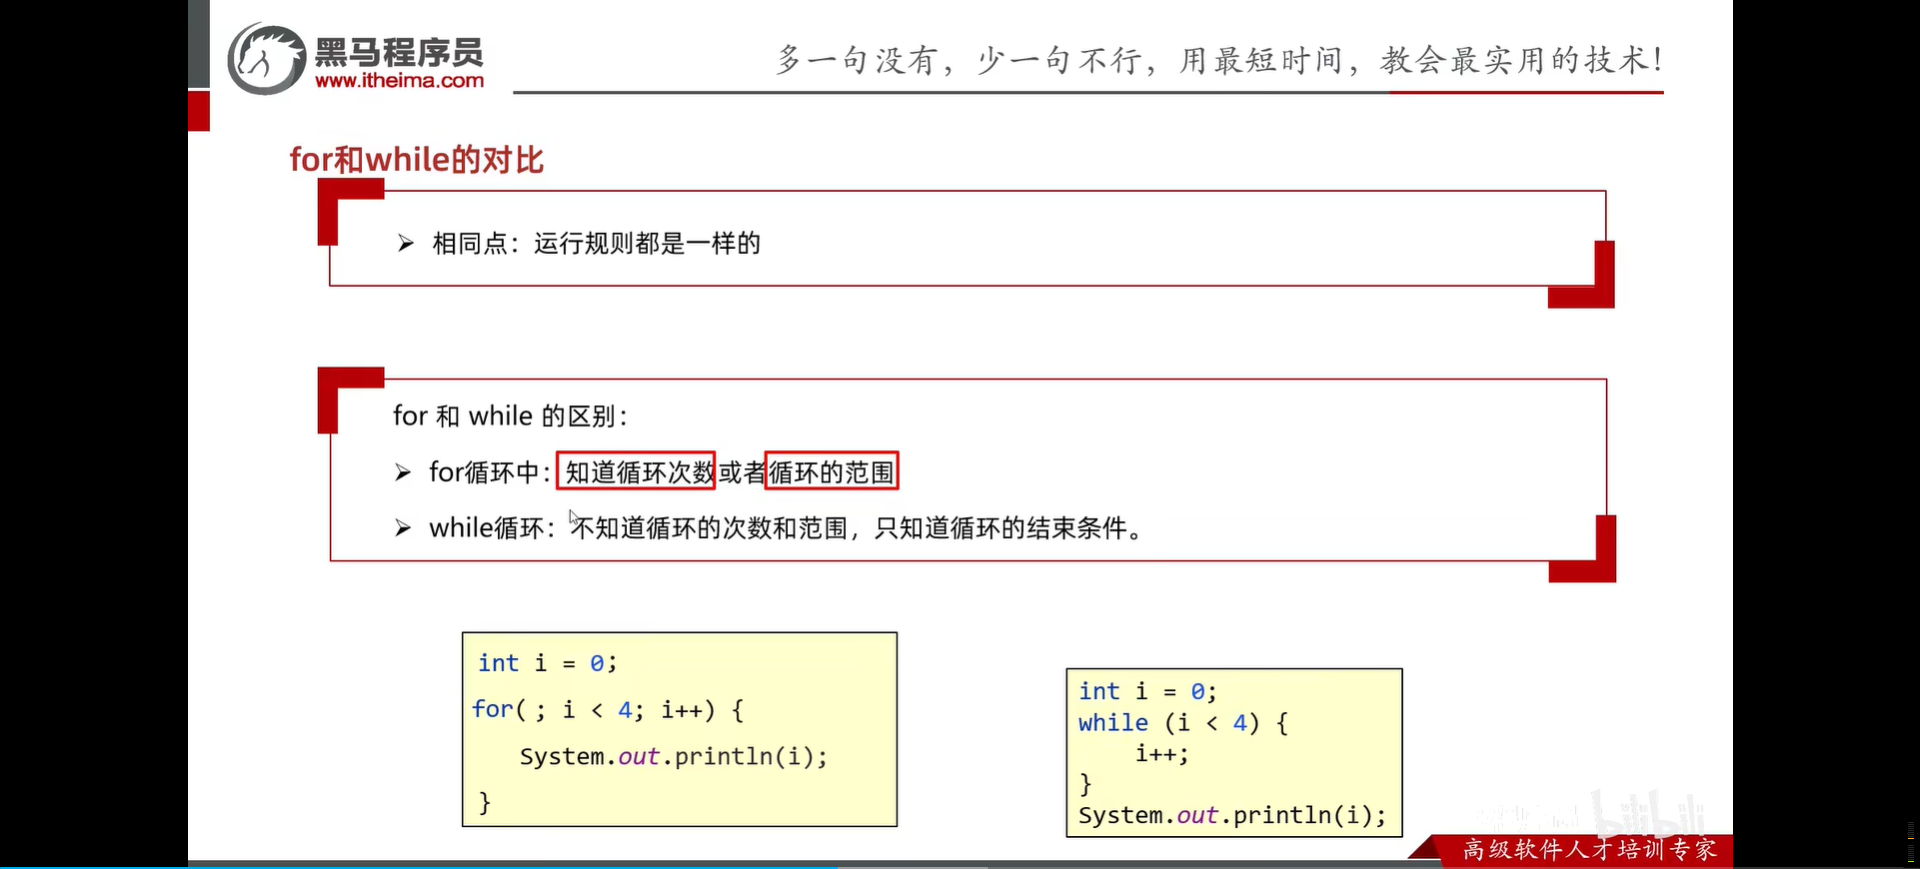 黑马程序员
www.itheima.com
多一句没有，少一句不行，用最短时间，教会最实用的技术！
for和while的对比
➢ 相同点：运行规则都是一样的
for 和 while 的区别：
➢ for循环中：知道循环次数或者循环的范围
➢ while循环：不知道循环的次数和范围，只知道循环的结束条件。
int i = 0;
for( ; i < 4; i++) {
System.out.println(i);
}
int i = 0;
while (i < 4) {
i++;
}
System.out.println(i);
bilibili
高级软件人才培训专家